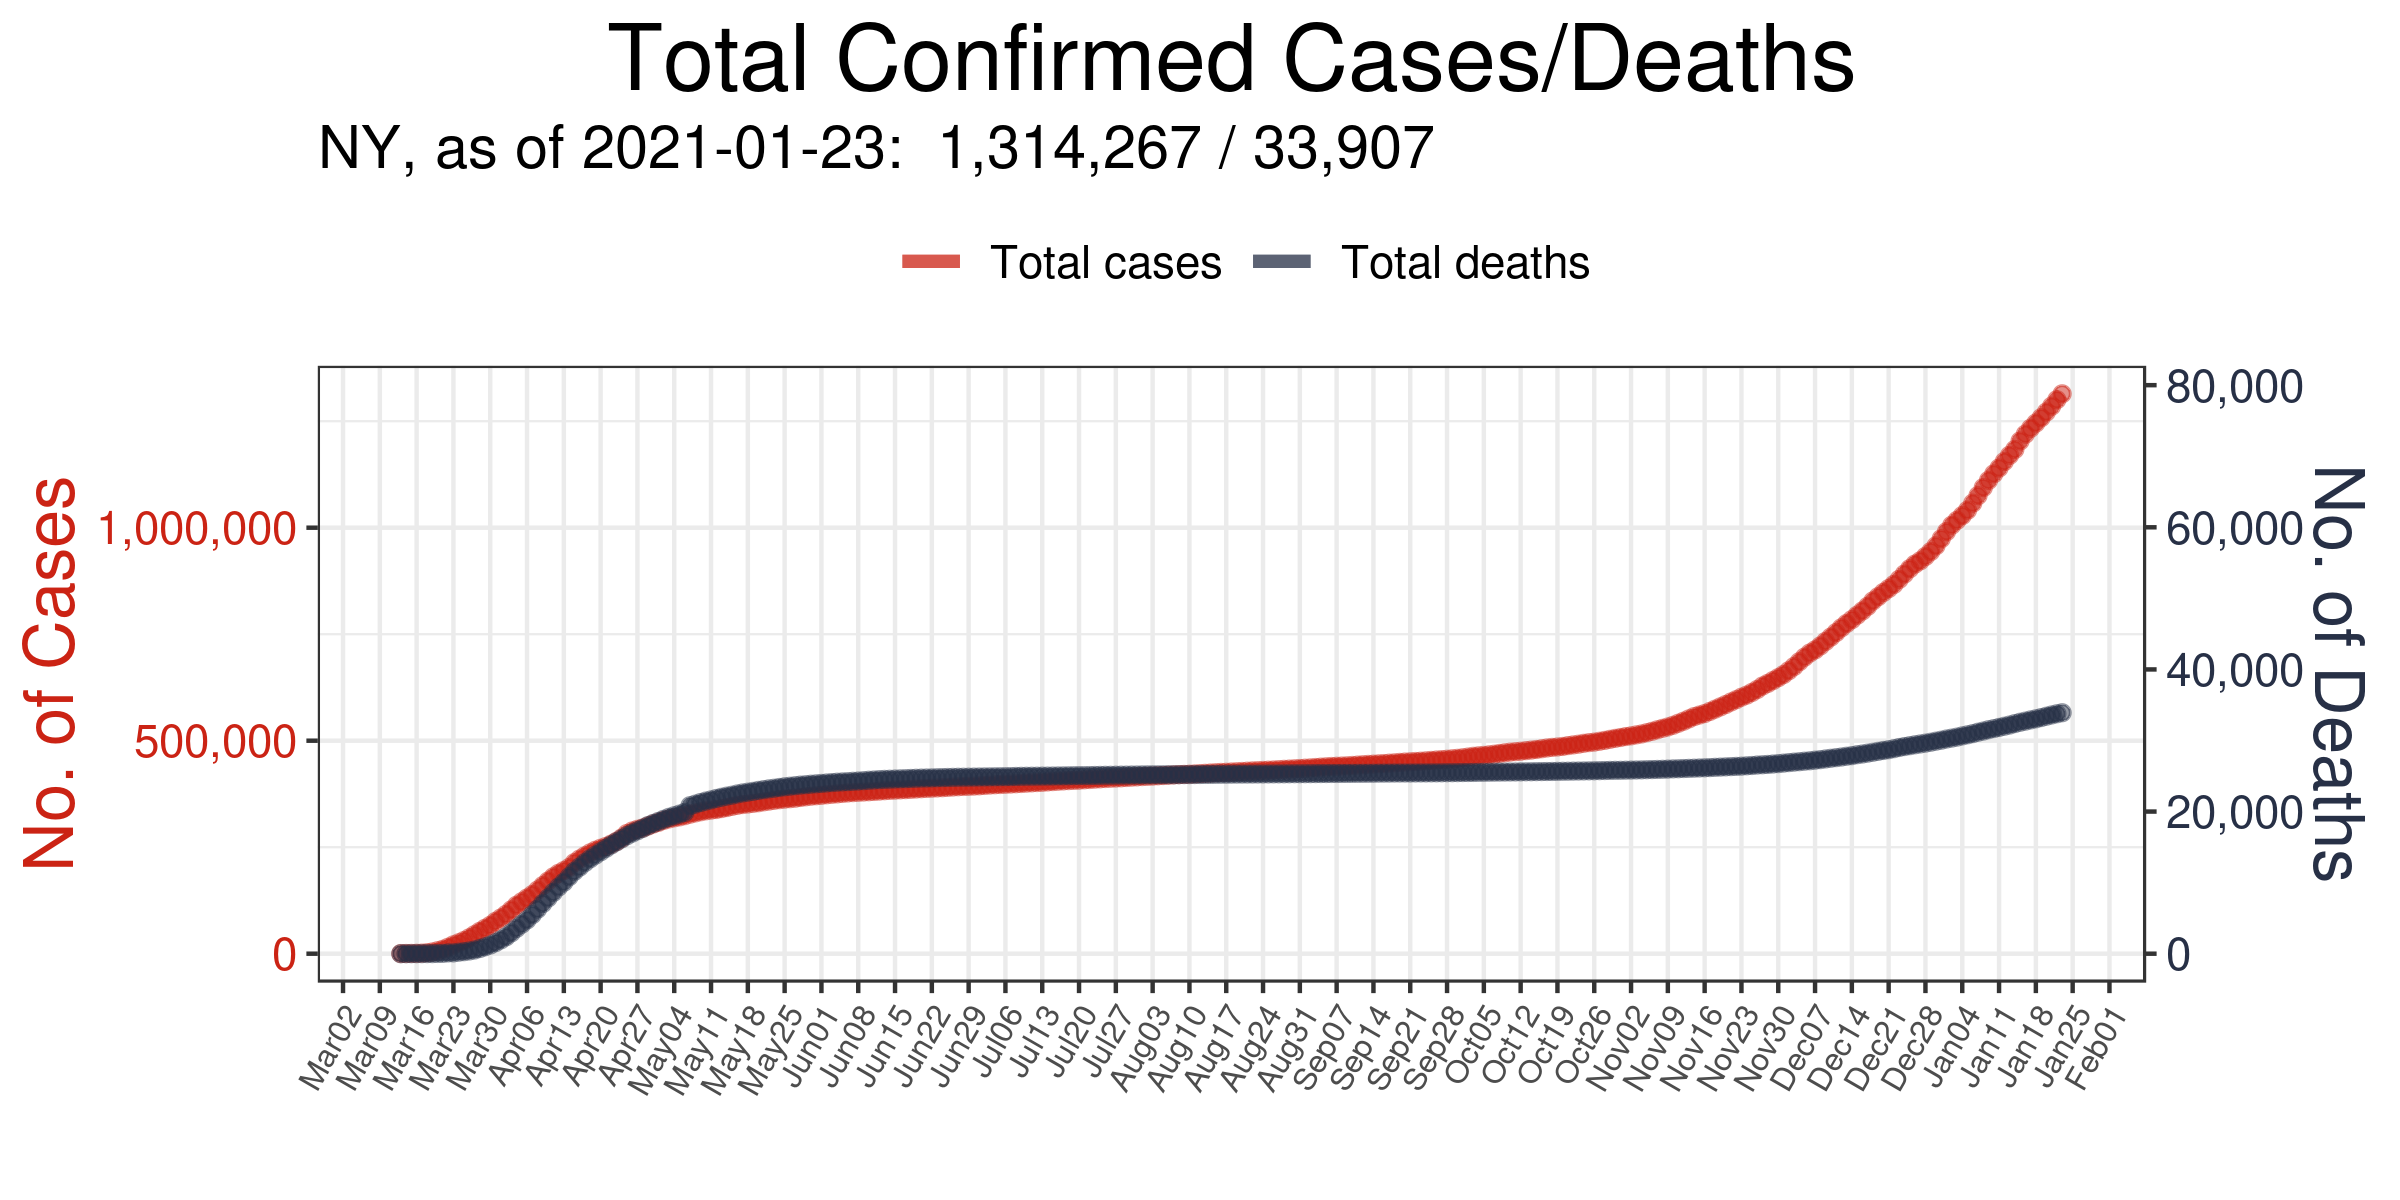 Total Confirmed Cases/Deaths
NY, as of 2021-01-23:  1,314,267 / 33,907
Total cases
Total deaths
No. of Cases
1,000,000
500,000
0
80,000
60,000
40,000
20,000
0
No. of Deaths
Mar02
Mar09
Mar16
Mar23
Mar30
Apr06
Apr13
Apr20
Apr27
May04
May11
May18
May25
Jun01
Jun08
Jun15
Jun22
Jun29
Jul06
Jul13
Jul20
Jul27
Aug03
Aug10
Aug17
Aug24
Aug31
Sep07
Sep14
Sep21
Sep28
Oct05
Oct12
Oct19
Oct26
Nov02
Nov09
Nov16
Nov23
Nov30
Dec07
Dec14
Dec21
Dec28
Jan04
Jan11
Jan18
Jan25
Feb01